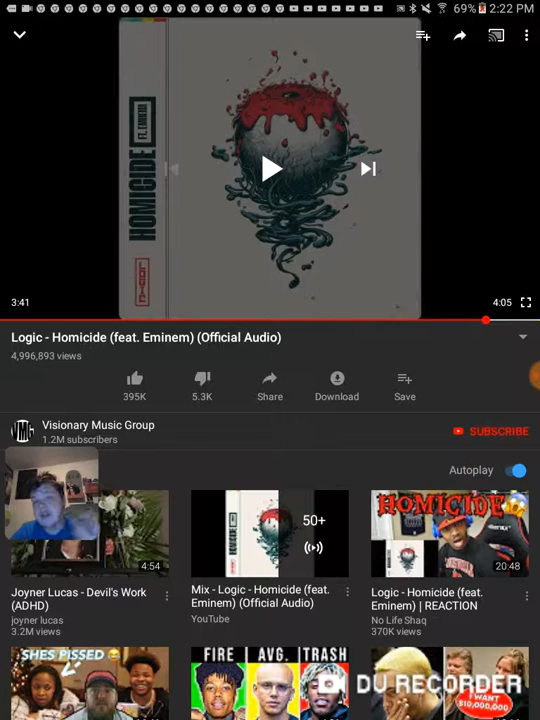 69% 2:22 PM
HOMICIDE
FT. EMINEM
LOGIC
3:41
4:05
Logic - Homicide (feat. Eminem) (Official Audio)
4,996,893 views
395K
5.3K
Share
Download
Save
VMG
Visionary Music Group
1.2M subscribers
SUBSCRIBE
Autoplay
4:54
50+
HOMICIDE
20:48
Joyner Lucas - Devil's Work
(ADHD)
joyner lucas
3.2M views
Mix - Logic - Homicide (feat.
Eminem) (Official Audio)
YouTube
Logic - Homicide (feat.
Eminem) | REACTION
No Life Shaq
370K views
SHES PISSED
FIRE | AVG. | TRASH
I WANT
$10,000,000
DU RECORDER